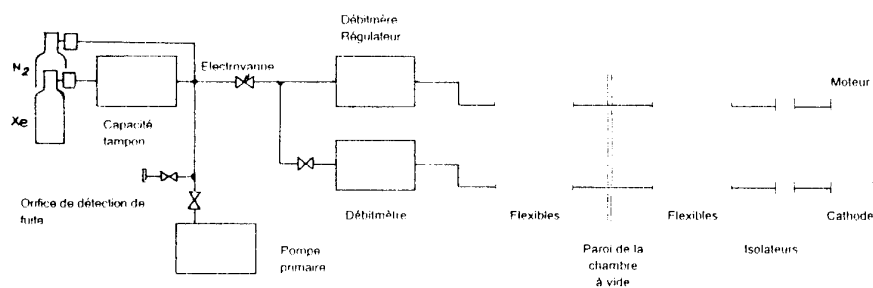 Débitmère
Régulateur
N2
Electrovanne
Moteur
Xe
Capacité
tampon
Orifice de détection de
fuite
Débitmètre
Flexibles
Flexibles
Cathode
Pompe
primaire
Paroi de la
chambre
à vide
Isolateurs